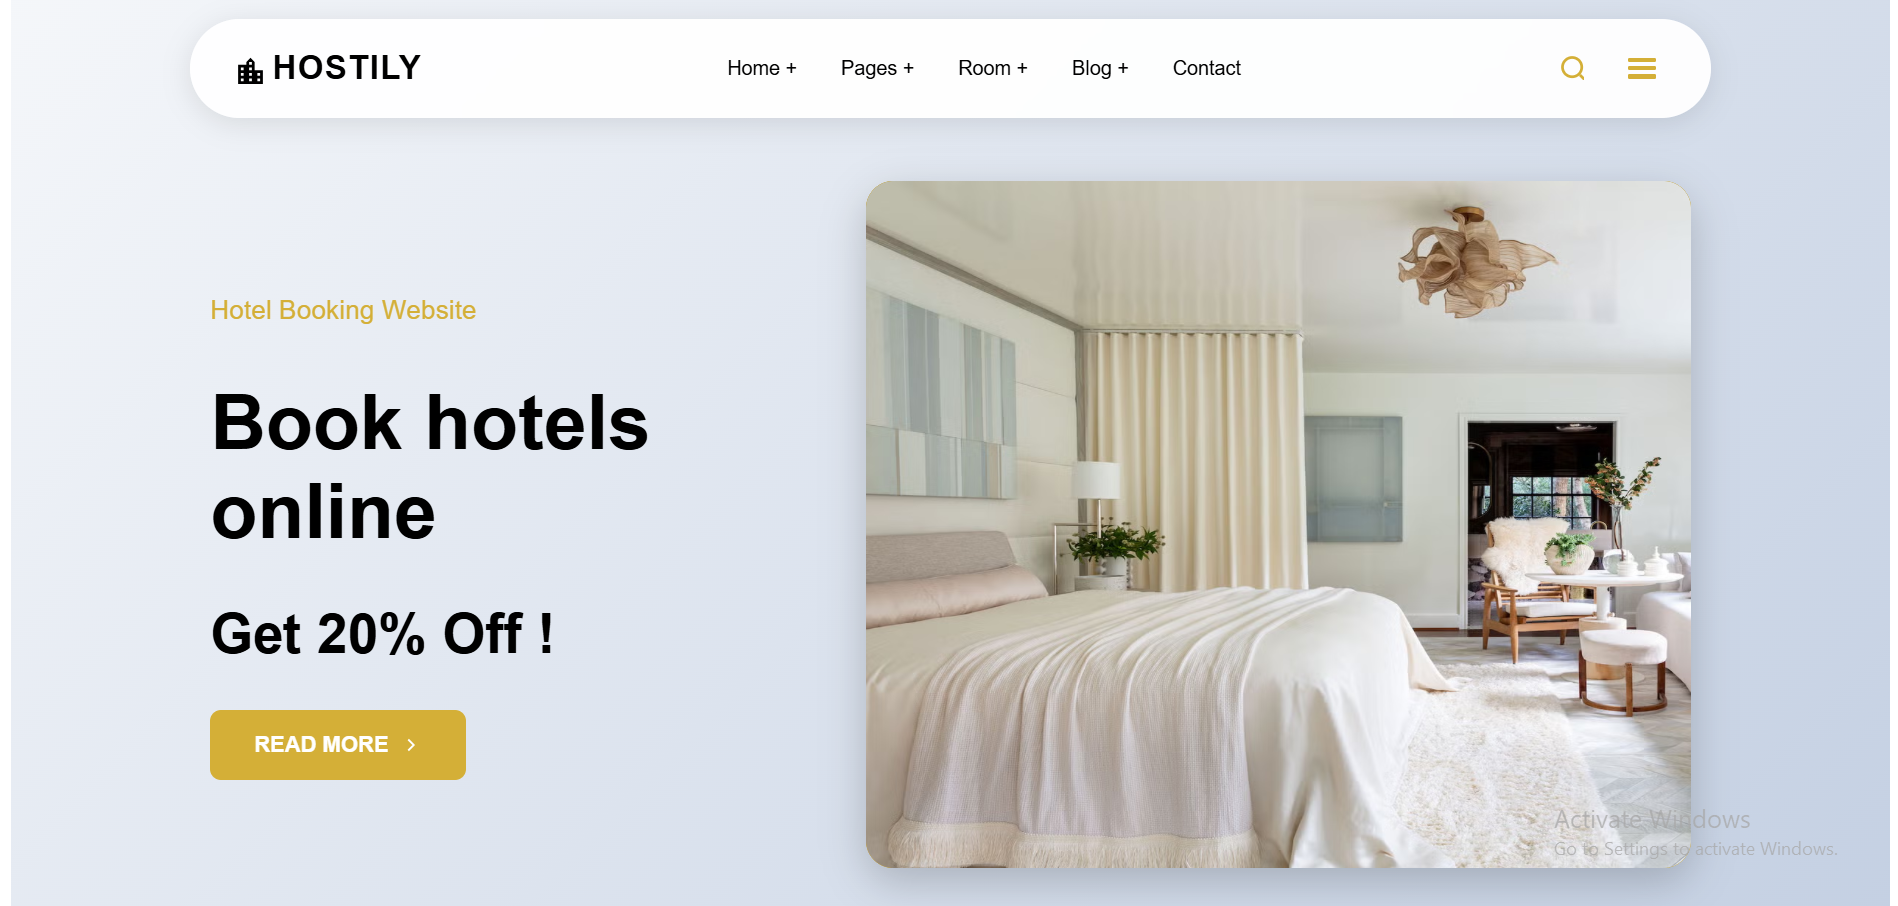 HOSTILY
Home + Pages + Room + Blog + Contact
Hotel Booking Website
Book hotels
online
Get 20% Off !
READ MORE
Activate Windows
Go to Settings to activate Windows.